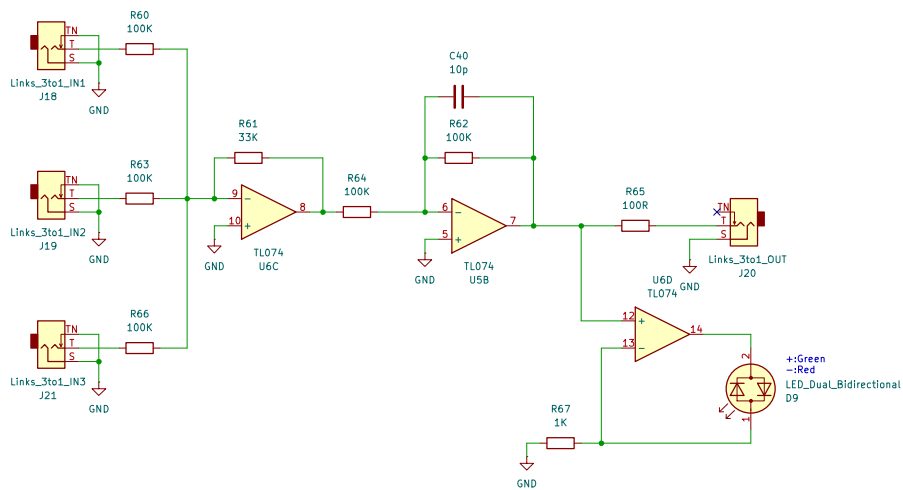 R60
100K
TN
T
S
Links_3to1_IN1
J18
GND
C40
10p
R61
33K
R62
100K
R63
100K
TN
T
S
Links_3to1_IN2
J19
GND
9
8
10
TL074
U6C
GND
R64
100K
6
7
5
TL074
U5B
GND
R65
100R
TN
T
S
Links_3to1_OUT
J20
GND
U6D
TL074
12
14
13
R66
100K
TN
T
S
Links_3to1_IN3
J21
GND
2
1
+:Green
-:Red
LED_Dual_Bidirectional
D9
R67
1K
GND